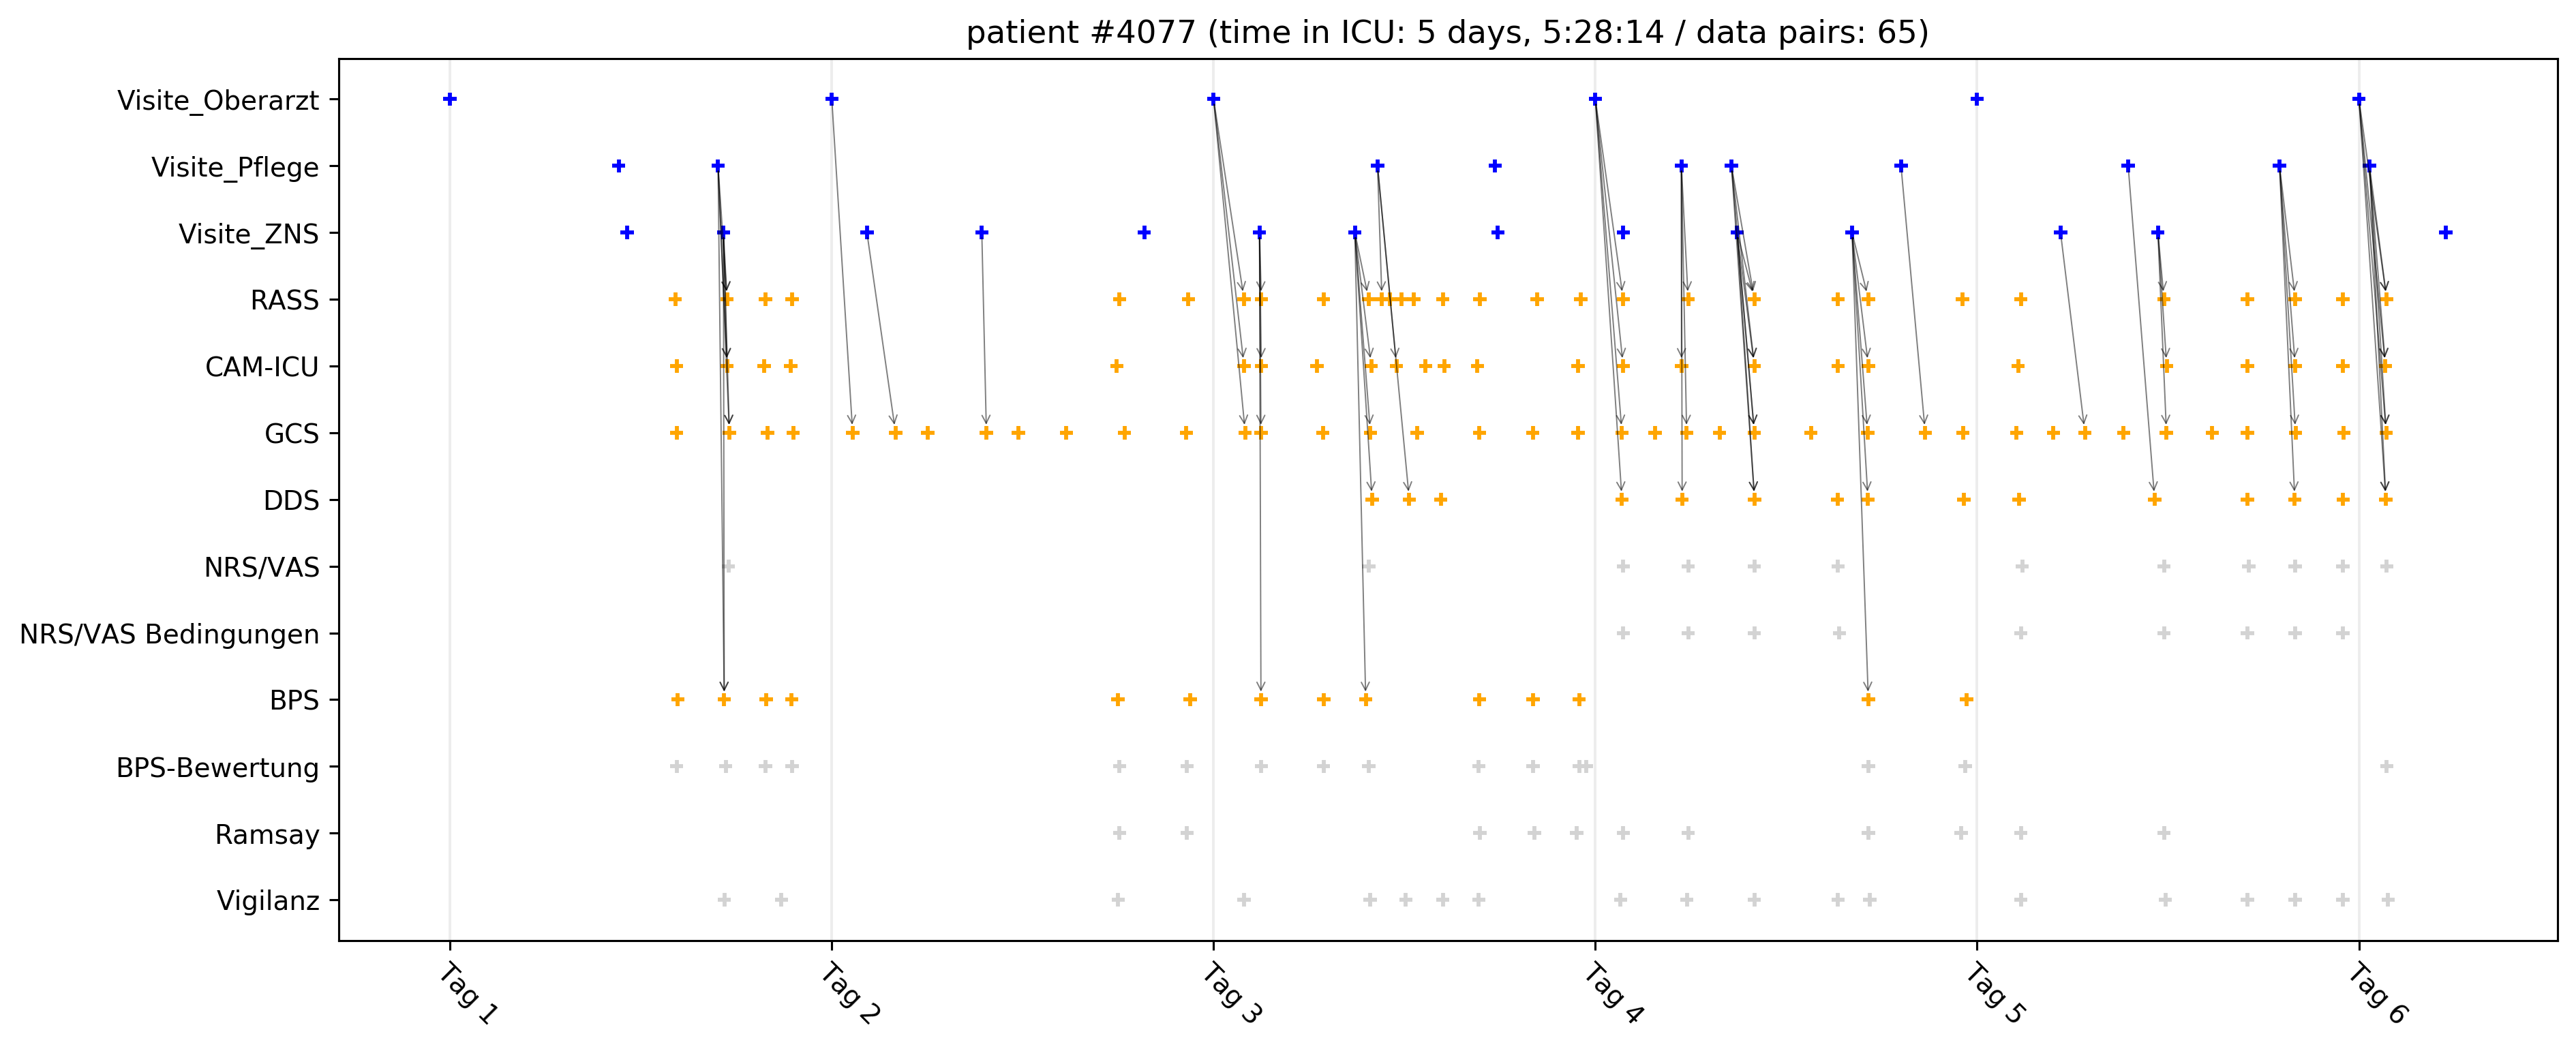 patient #4077 (time in ICU: 5 days, 5:28:14 / data pairs: 65)
Visite_Oberarzt
Visite_Pflege
Visite_ZNS
RASS
CAM-ICU
GCS
DDS
NRS/VAS
NRS/VAS Bedingungen
BPS
BPS-Bewertung
Ramsay
Vigilanz
Tag 1
Tag 2
Tag 3
Tag 4
Tag 5
Tag 6